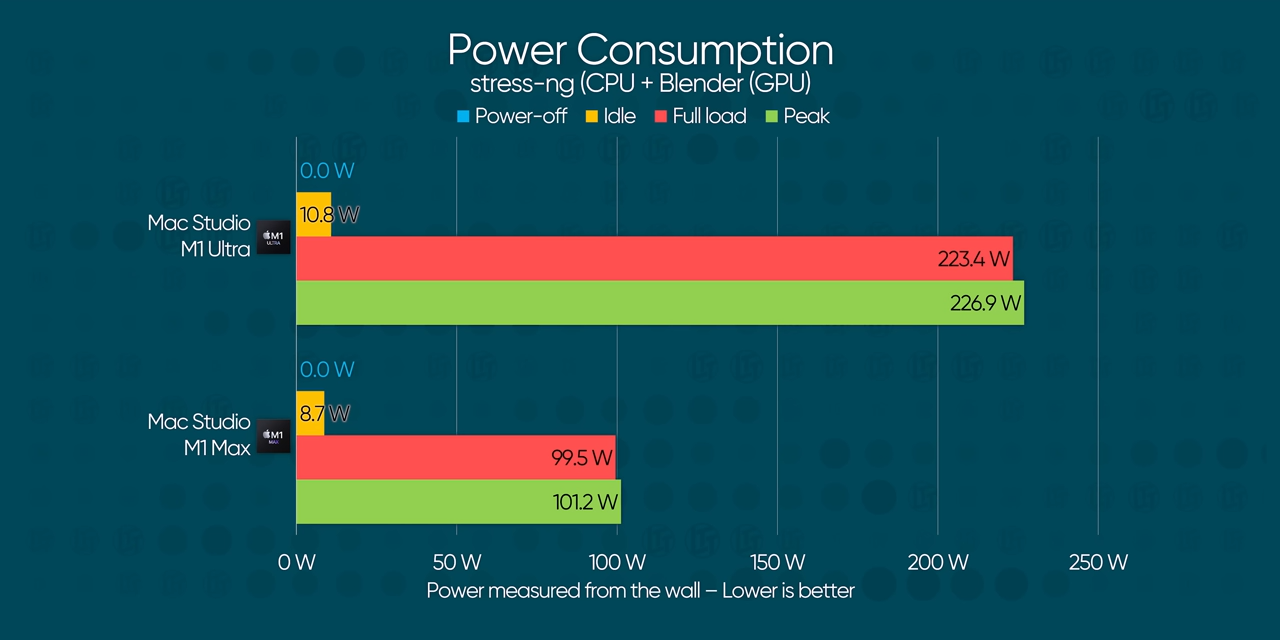 Power Consumption
stress-ng (CPU + Blender (GPU)
Power-off Idle Full load Peak
0.0 W
10.8 W
Mac Studio
M1 Ultra
M1
ULTRA
223.4 W
226.9 W
0.0 W
8.7 W
Mac Studio
M1 Max
M1
MAX
99.5 W
101.2 W
0 W 50 W 100 W 150 W 200 W 250 W
Power measured from the wall – Lower is better